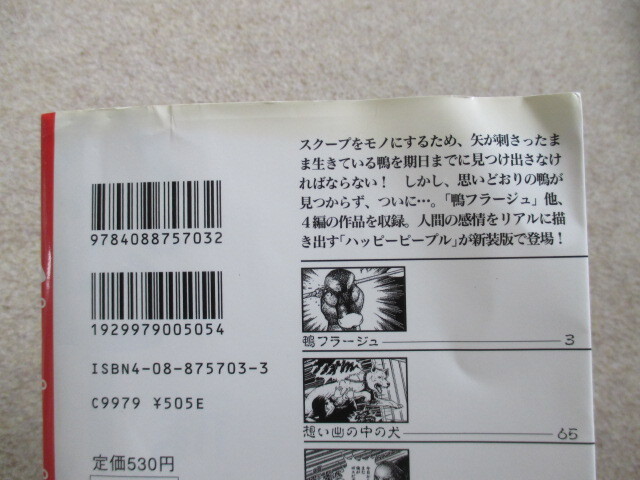 スクープをモノにするため、矢が刺さったま
ま生きている鴨を期日までに見つけ出さなけ
ればならない！　しかし、思いどおりの鴨が
見つからず、ついに…。「鴨フラージュ」他、
４編の作品を収録。人間の感情をリアルに描
き出す「ハッピーピープル」が新装版で登場！
9784088757032
1929979005054
ISBN4-08-875703-3
C9979 ¥505E
定価530円
鴨フラージュ 3
想い出の中の犬 65